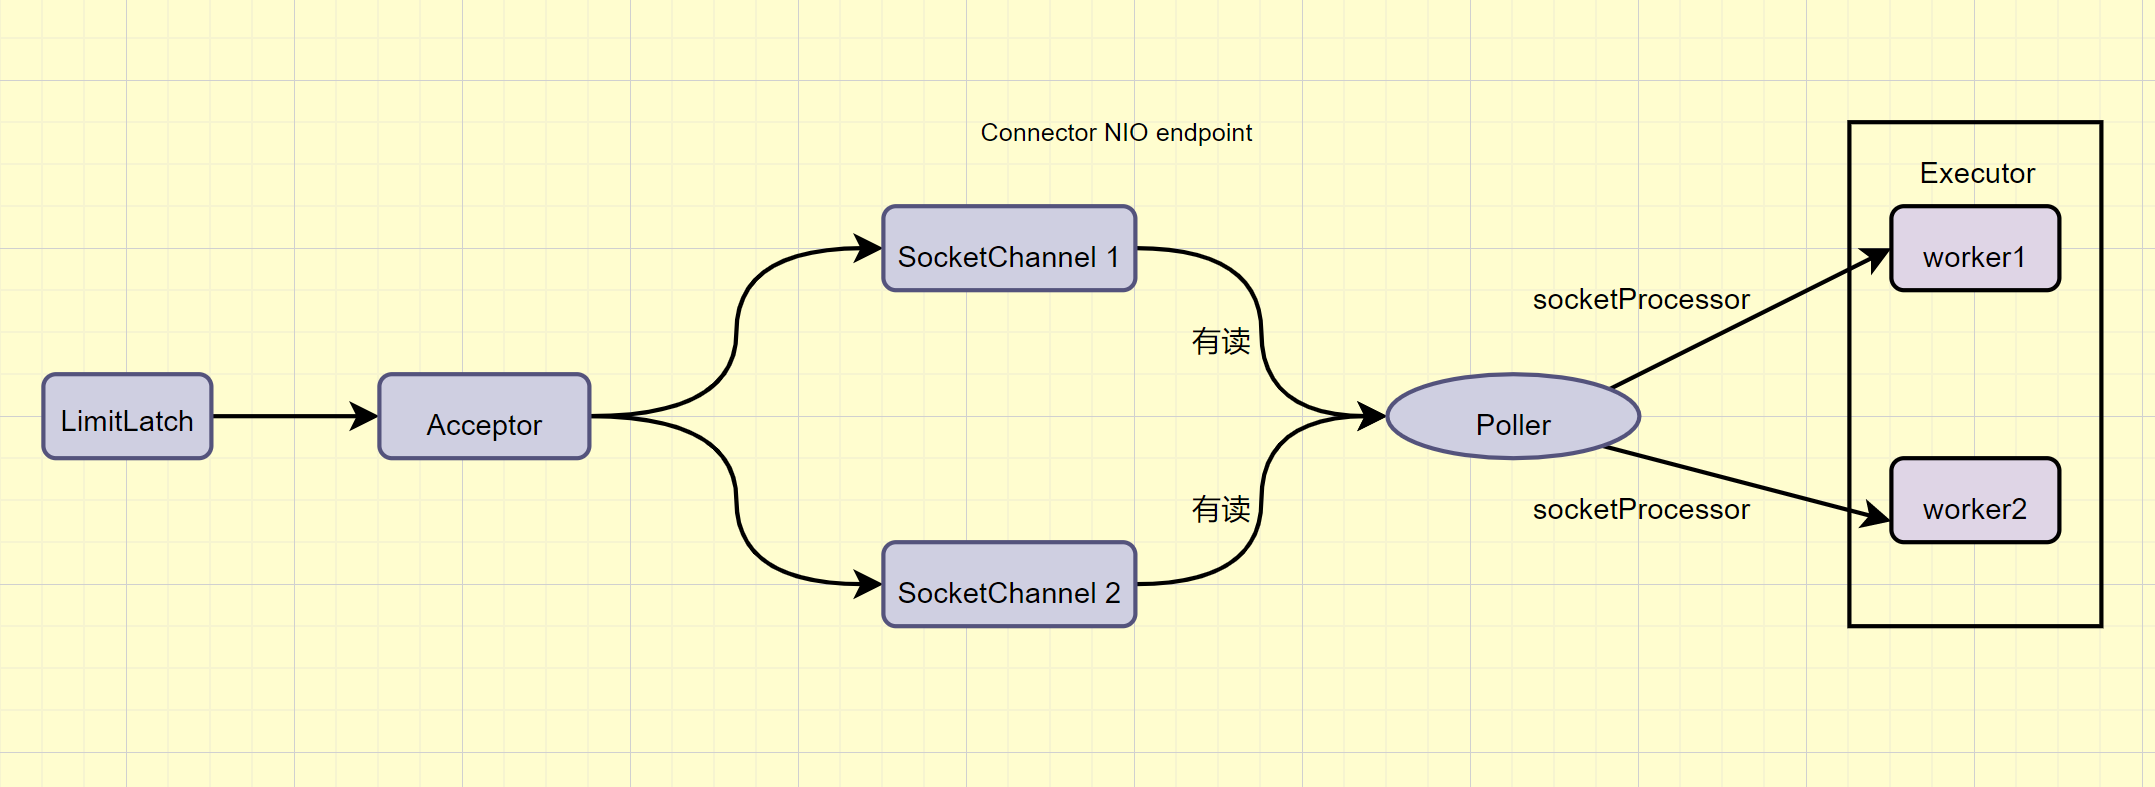 Connector NIO endpoint
LimitLatch
Acceptor
SocketChannel 1
SocketChannel 2
有读
有读
Poller
socketProcessor
socketProcessor
Executor
worker1
worker2